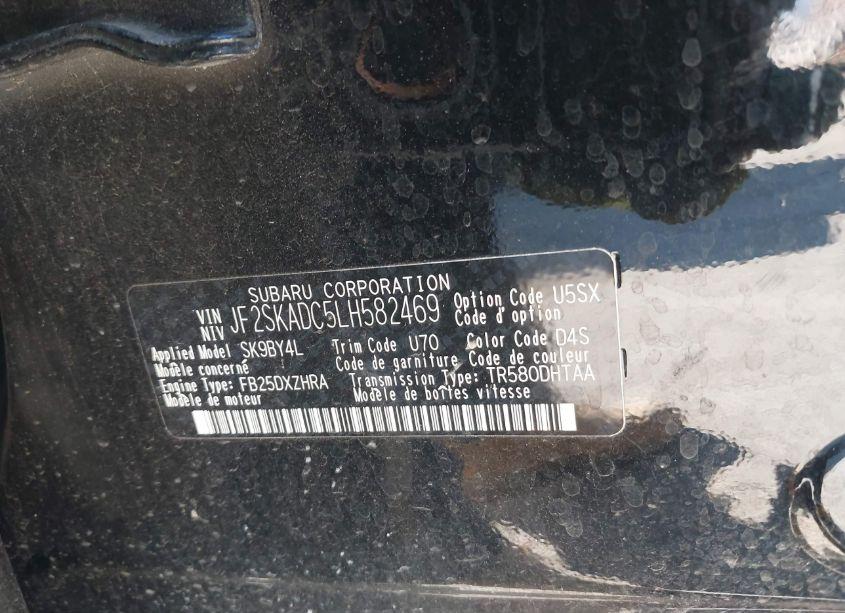 SUBARU CORPORATION
VIN NIV JF2SKADC5LH582469 Option Code U5SX
Code d'option
Applied Model SK9BY4L Trim Code U70 Color Code D4S
Modèle concerné Code de garniture Code de couleur
Engine Type: FB25DXZHRA Transmission Type: TR580DHTAA
Modèle de moteur Modèle de boîtes vitesse